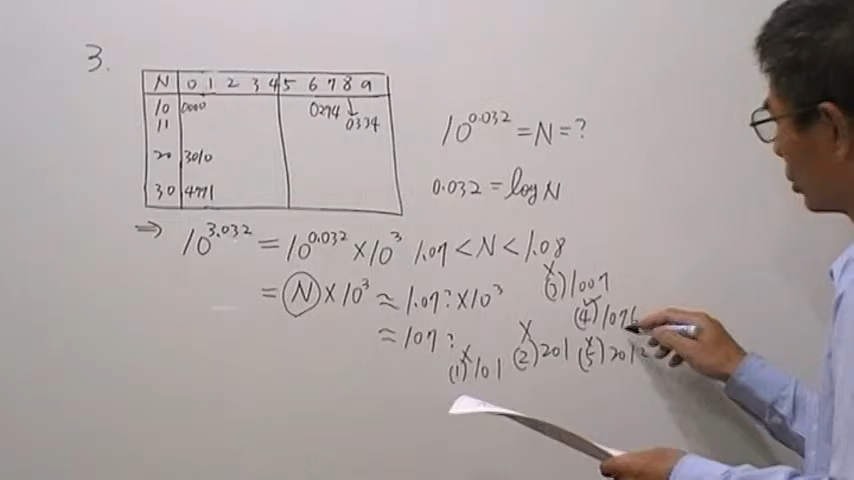 3.
N 0 1 2 3 4 5 6 7 8 9
10 0000 0294 ↓
11 0334
20 3010
30 4771
10^0.032 = N = ?
0.032 = log N
⇒ 10^3.032 = 10^0.032 × 10^3 1.07 < N < 1.08
= N × 10^3 ≈ 1.07? × 10^3
≈ 107?
× (1) 101
× (2) 201
× (3) 1007
✓ (4) 1076
× (5) 2012